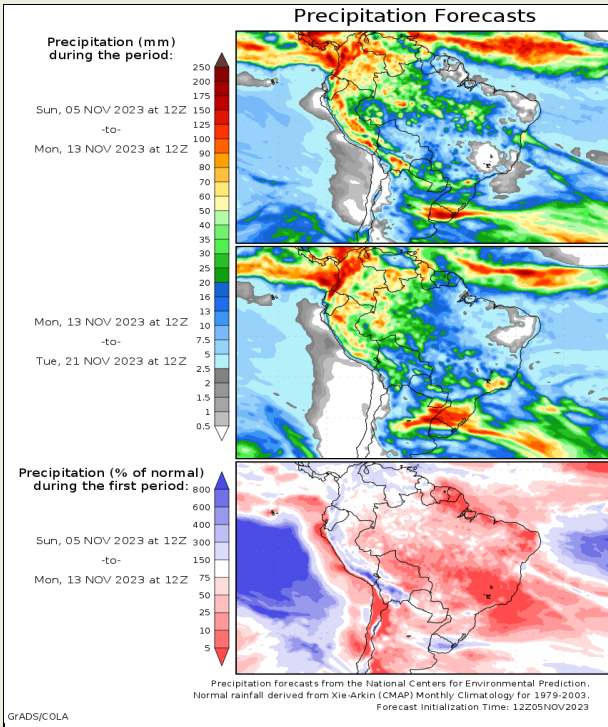 Precipitation Forecasts
Precipitation (mm)
during the period:
Sun, 05 NOV 2023 at 12Z
-to-
Mon, 13 NOV 2023 at 12Z
250
200
175
150
125
100
90
80
70
60
50
40
35
30
25
20
16
13
10
7.5
5
2.5
2
1.5
1
0.5
Mon, 13 NOV 2023 at 12Z
-to-
Tue, 21 NOV 2023 at 12Z
Precipitation (% of normal)
during the first period:
Sun, 05 NOV 2023 at 12Z
-to-
Mon, 13 NOV 2023 at 12Z
800
600
400
300
150
75
50
25
10
5
Precipitation forecasts from the National Centers for Environmental Prediction.
Normal rainfall derived from Xie-Arkin (CMAP) Monthly Climatology for 1979-2003.
Forecast Initialization Time: 12Z05NOV2023
GrADS/COLA